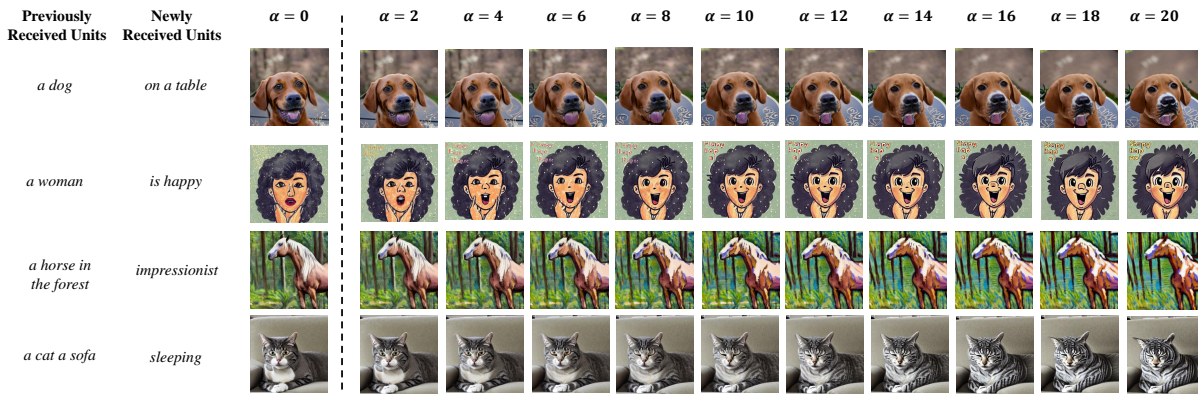 Previously Received Units
Newly Received Units
α = 0
α = 2
α = 4
α = 6
α = 8
α = 10
α = 12
α = 14
α = 16
α = 18
α = 20
a dog
on a table
a woman
is happy
a horse in
the forest
impressionist
a cat a sofa
sleeping